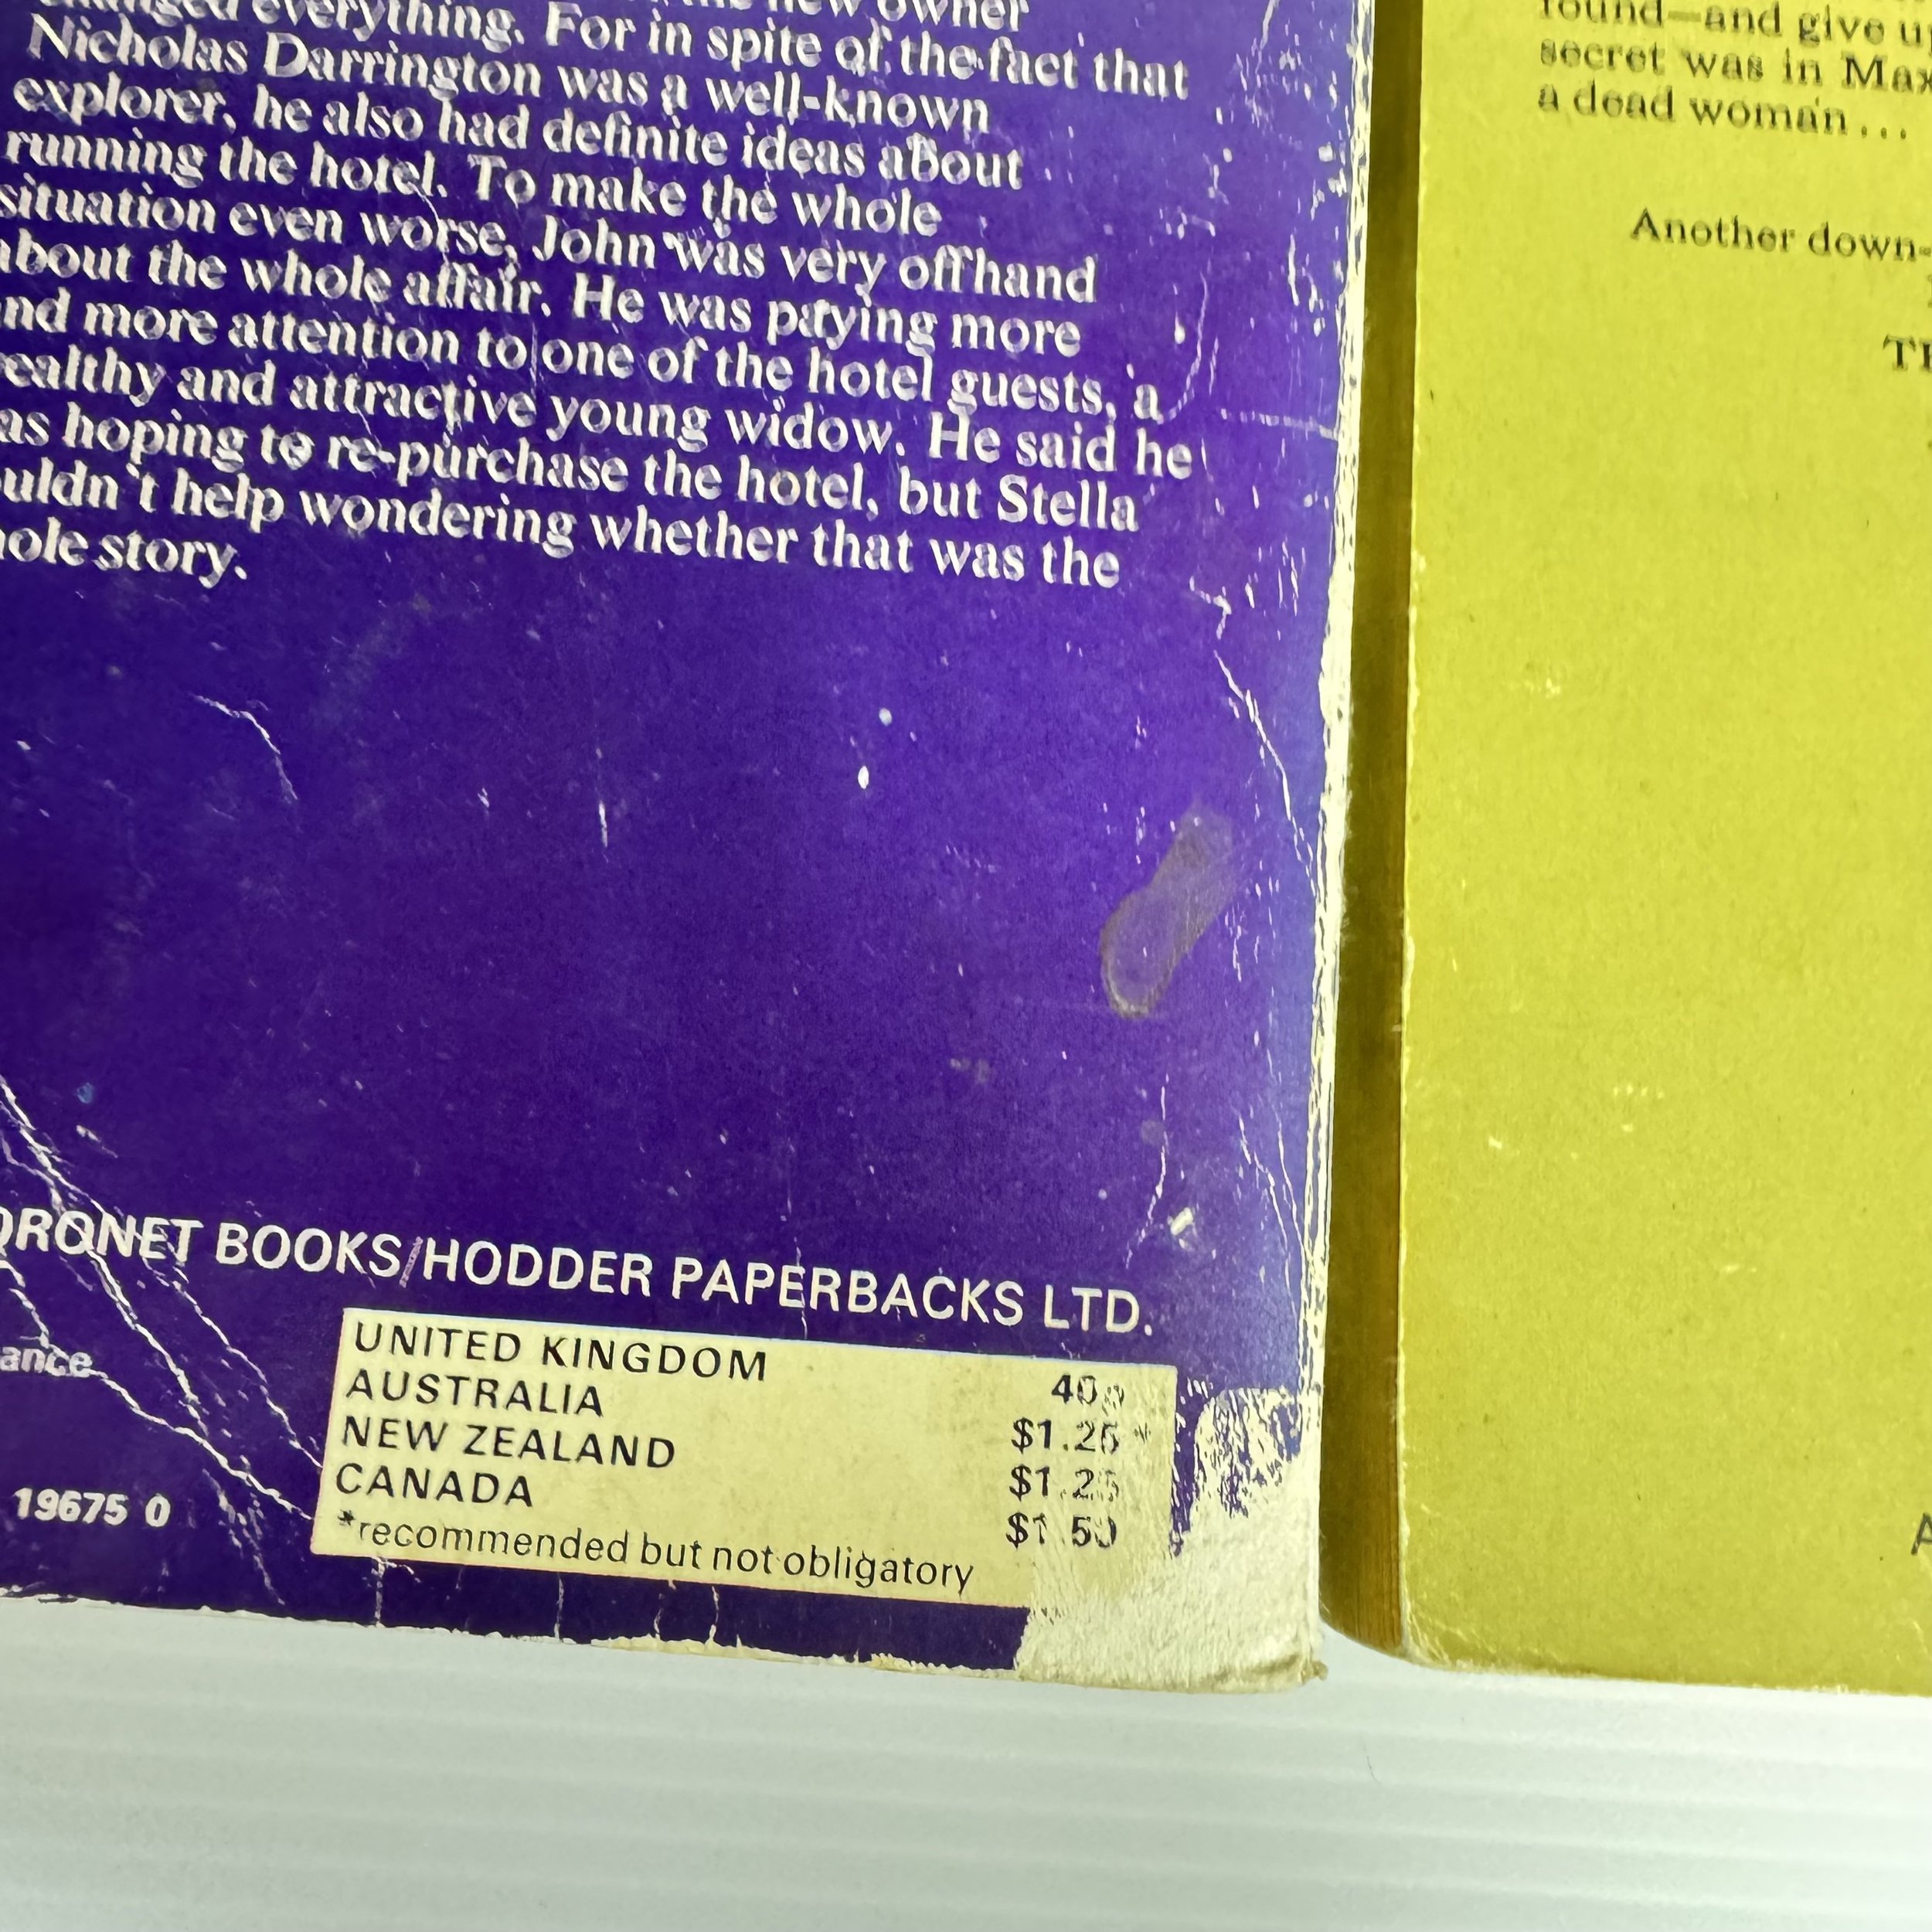 everything. For in spite of the fact that
Nicholas Darrington was a well-known
explorer, he also had definite ideas about
running the hotel. To make the whole
situation even worse, John was very offhand
about the whole affair. He was paying more
nd more attention to one of the hotel guests, a
ealthy and attractive young widow. He said he
as hoping to re-purchase the hotel, but Stella
uldn't help wondering whether that was the
ole story.
ORONET BOOKS/HODDER PAPERBACKS LTD.
UNITED KINGDOM 40p
AUSTRALIA $1.25*
NEW ZEALAND $1.25
CANADA $1.50
*recommended but not obligatory
ance
19675 0
found—and give u
secret was in Max
a dead woman...
Another down-